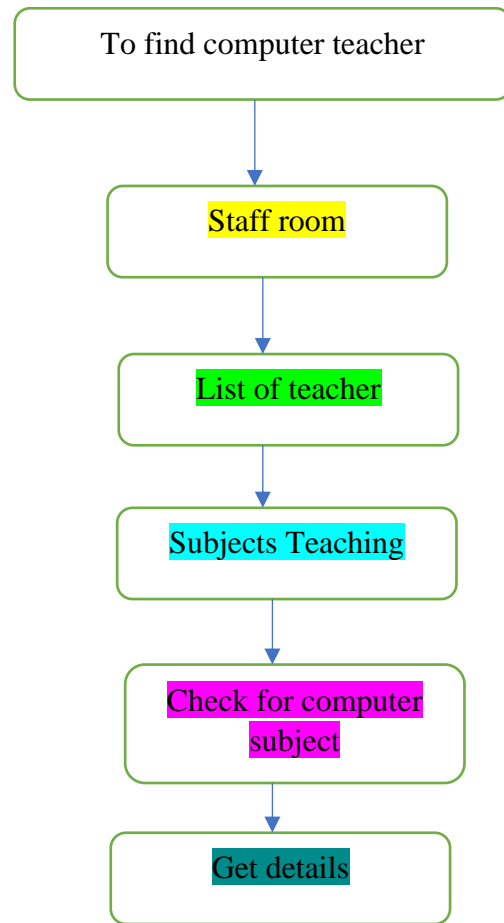 To find computer teacher
Staff room
List of teacher
Subjects Teaching
Check for computer
subject
Get details